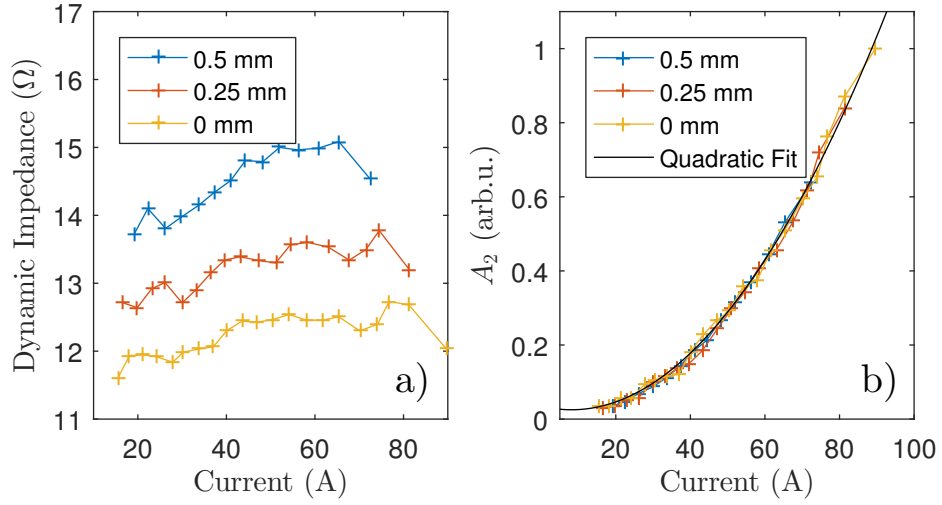 17
16
15
14
13
12
11
Dynamic Impedance (Ω)
0.5 mm
0.25 mm
0 mm
a)
20
40
60
80
Current (A)
1
0.8
0.6
0.4
0.2
0
A2 (arb.u.)
0.5 mm
0.25 mm
0 mm
Quadratic Fit
b)
20
40
60
80
100
Current (A)